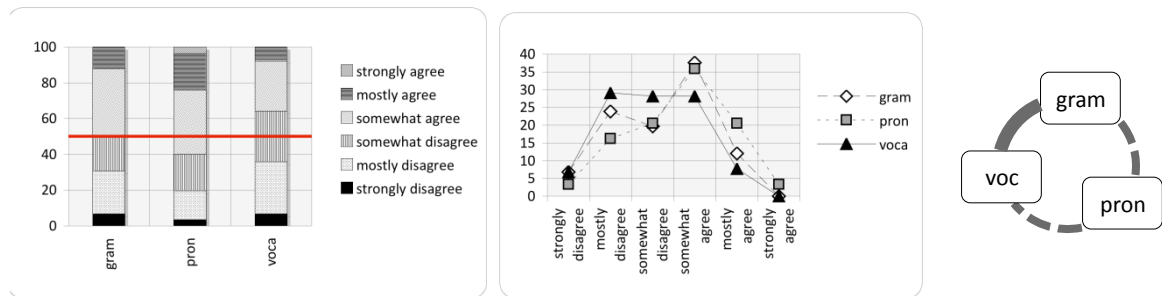 100
80
60
40
20
0
gram
pron
voca
strongly agree
mostly agree
somewhat agree
somewhat disagree
mostly disagree
strongly disagree
40
35
30
25
20
15
10
5
0
strongly
disagree
mostly
disagree
somewhat
disagree
somewhat
agree
mostly
agree
strongly
agree
gram
pron
voca
gram
voc
pron